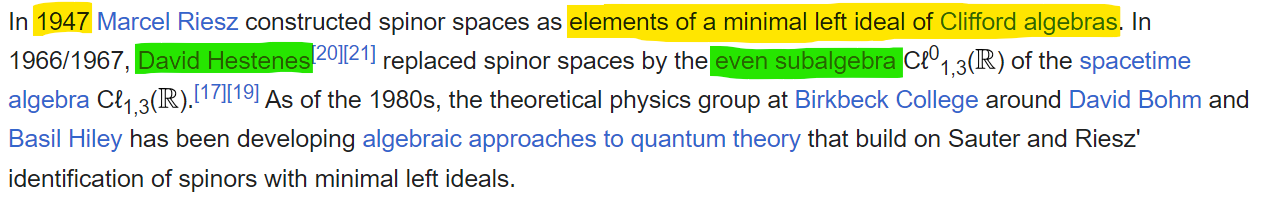 In 1947 Marcel Riesz constructed spinor spaces as elements of a minimal left ideal of Clifford algebras. In
1966/1967, David Hestenes[20][21] replaced spinor spaces by the even subalgebra Cℓ⁰₁,₃(ℝ) of the spacetime
algebra Cℓ₁,₃(ℝ).[17][19] As of the 1980s, the theoretical physics group at Birkbeck College around David Bohm and
Basil Hiley has been developing algebraic approaches to quantum theory that build on Sauter and Riesz'
identification of spinors with minimal left ideals.